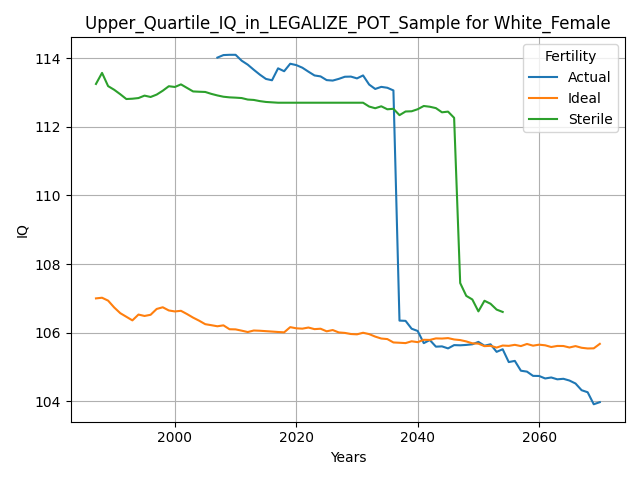 Upper_Quartile_IQ_in_LEGALIZE_POT_Sample for White_Female
Fertility
Actual
Ideal
Sterile
114
112
110
108
106
104
IQ
2000
2020
2040
2060
Years